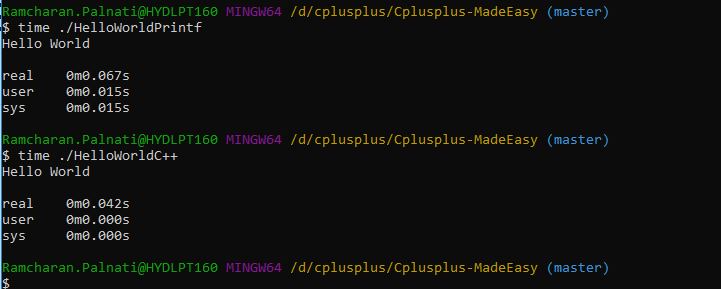 Ramcharan.Palnati@HYDLPT160 MINGW64 /d/cplusplus/Cplusplus-MadeEasy (master)
$ time ./HelloWorldPrintf
Hello World
real 0m0.067s
user 0m0.015s
sys 0m0.015s
Ramcharan.Palnati@HYDLPT160 MINGW64 /d/cplusplus/Cplusplus-MadeEasy (master)
$ time ./HelloWorldC++
Hello World
real 0m0.042s
user 0m0.000s
sys 0m0.000s
Ramcharan.Palnati@HYDLPT160 MINGW64 /d/cplusplus/Cplusplus-MadeEasy (master)
$